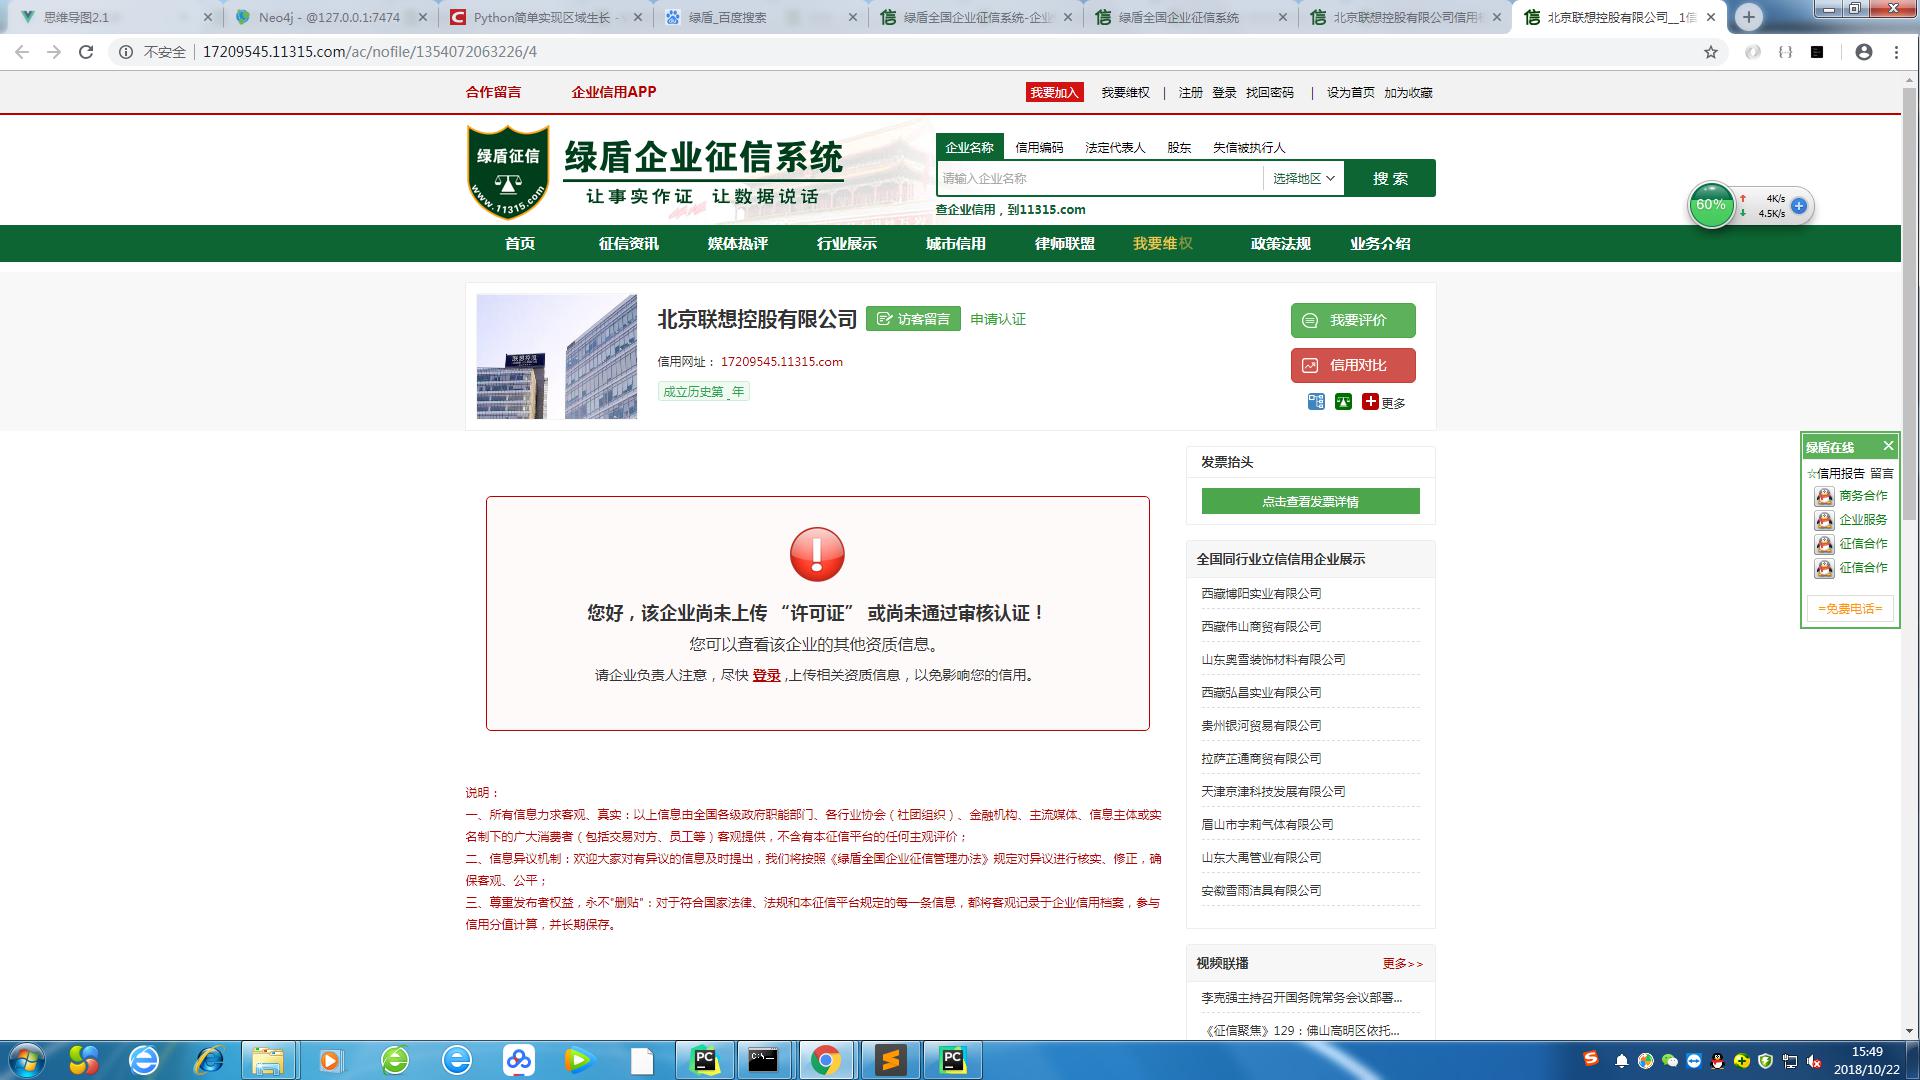 思维导图2.1
Neo4j - @127.0.0.1:7474
Python简单实现区域生长 -
绿盾_百度搜索
绿盾全国企业征信系统-企业
绿盾全国企业征信系统
北京联想控股有限公司信用
北京联想控股有限公司__1信
不安全
17209545.11315.com/ac/nofile/1354072063226/4
合作留言 企业信用APP
我要加入 我要维权 | 注册 登录 找回密码 | 设为首页 加为收藏
绿盾征信
www.11315.com
绿盾企业征信系统
让事实作证 让数据说话
企业名称 信用编码 法定代表人 股东 失信被执行人
请输入企业名称 选择地区 搜 索
查企业信用，到11315.com
60%
4K/s
4.5K/s
首页 征信资讯 媒体热评 行业展示 城市信用 律师联盟 我要维权 政策法规 业务介绍
联想控股
北京联想控股有限公司 访客留言 申请认证
信用网址： 17209545.11315.com
成立历史第_年
我要评价
信用对比
更多
发票抬头
点击查看发票详情
您好，该企业尚未上传 “许可证” 或尚未通过审核认证！
您可以查看该企业的其他资质信息。
请企业负责人注意，尽快 登录 ,上传相关资质信息，以免影响您的信用。
全国同行业立信信用企业展示
西藏博阳实业有限公司
西藏伟山商贸有限公司
山东奥雪装饰材料有限公司
西藏弘昌实业有限公司
贵州银河贸易有限公司
拉萨芷通商贸有限公司
天津京津科技发展有限公司
眉山市宇莉气体有限公司
山东大禹管业有限公司
安徽雪雨洁具有限公司
说明：
一、所有信息力求客观、真实：以上信息由全国各级政府职能部门、各行业协会（社团组织）、金融机构、主流媒体、信息主体或实
名制下的广大消费者（包括交易对方、员工等）客观提供，不含有本征信平台的任何主观评价；
二、信息异议机制：欢迎大家对有异议的信息及时提出，我们将按照《绿盾全国企业征信管理办法》规定对异议进行核实、修正，确
保客观、公平；
三、尊重发布者权益，永不"删贴"：对于符合国家法律、法规和本征信平台规定的每一条信息，都将客观记录于企业信用档案，参与
信用分值计算，并长期保存。
视频联播 更多>>
李克强主持召开国务院常务会议部署...
《征信聚焦》129：佛山高明区依托...
绿盾在线
☆信用报告 留言
商务合作
企业服务
征信合作
征信合作
=免费电话=
15:49
2018/10/22